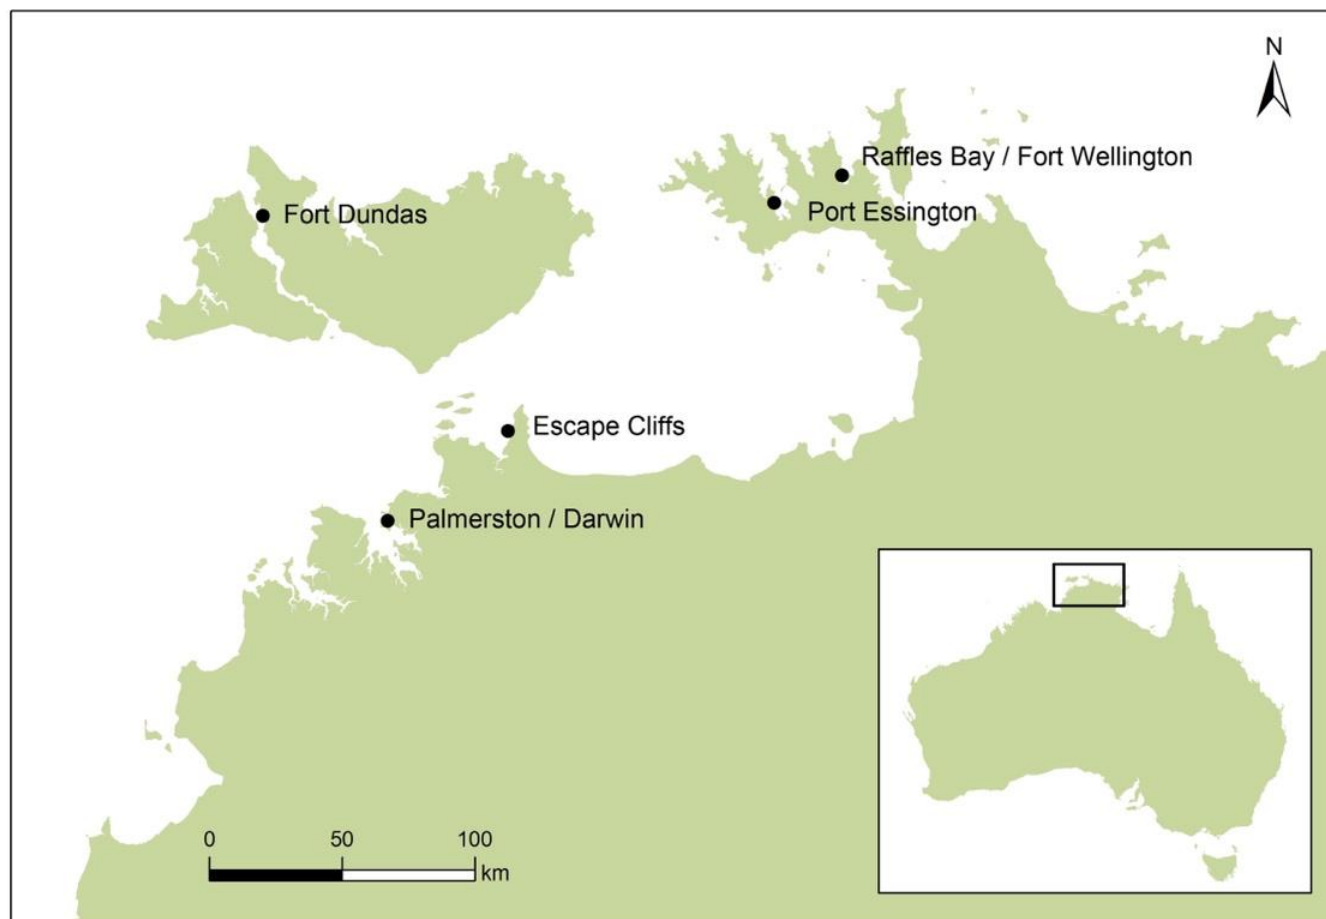 N
Raffles Bay / Fort Wellington
Fort Dundas
Port Essington
Escape Cliffs
Palmerston / Darwin
0 50 100
km